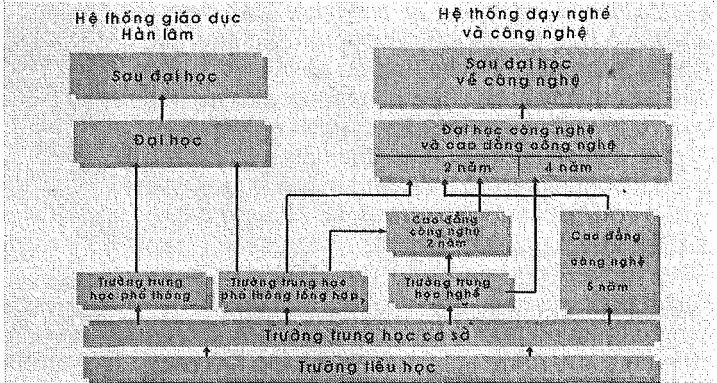 Hệ thống giáo dục
Hàn lâm
Hệ thống dạy nghề
và công nghệ
Sau đại học
Sau đại học
về công nghệ
Đại học
Đại học công nghệ
và cao đẳng công nghệ
2 năm
4 năm
Cao đẳng
công nghệ
2 năm
Cao đẳng
công nghệ
5 năm
Trường trung
học phổ thông
Trường trung học
phổ thông tổng hợp
Trường trung
học nghề
Trường trung học cơ sở
Trường tiểu học